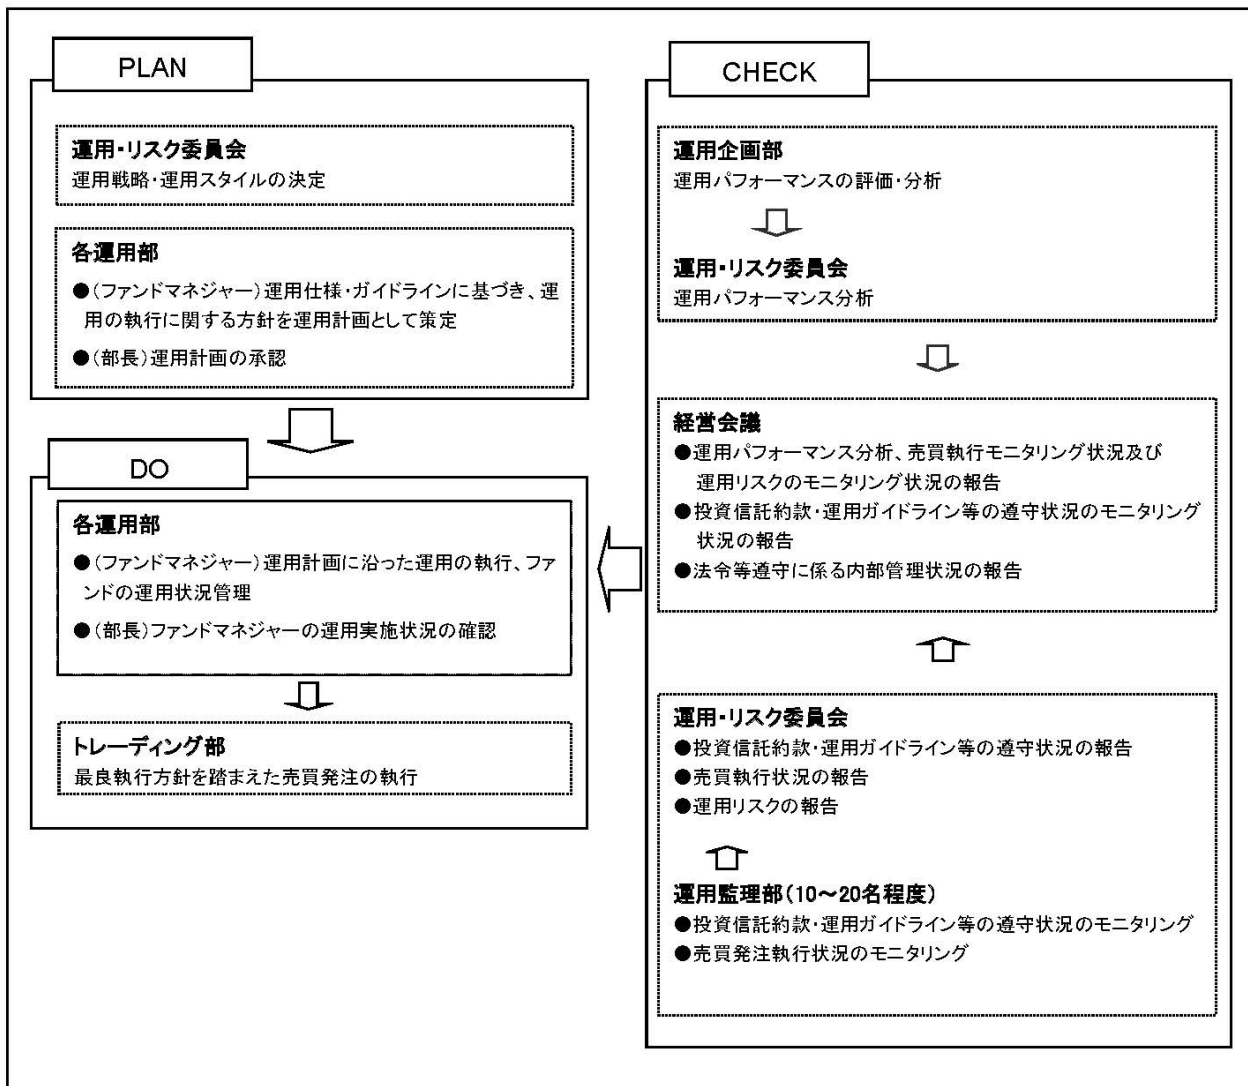 PLAN
運用・リスク委員会
運用戦略・運用スタイルの決定
各運用部
●(ファンドマネジャー)運用仕様・ガイドラインに基づき、運
用の執行に関する方針を運用計画として策定
●(部長)運用計画の承認
DO
各運用部
●(ファンドマネジャー)運用計画に沿った運用の執行、ファ
ンドの運用状況管理
●(部長)ファンドマネジャーの運用実施状況の確認
トレーディング部
最良執行方針を踏まえた売買発注の執行
CHECK
運用企画部
運用パフォーマンスの評価・分析
運用・リスク委員会
運用パフォーマンス分析
経営会議
●運用パフォーマンス分析、売買執行モニタリング状況及び
運用リスクのモニタリング状況の報告
●投資信託約款・運用ガイドライン等の遵守状況のモニタリング
状況の報告
●法令等遵守に係る内部管理状況の報告
運用・リスク委員会
●投資信託約款・運用ガイドライン等の遵守状況の報告
●売買執行状況の報告
●運用リスクの報告
運用監理部(10～20名程度)
●投資信託約款・運用ガイドライン等の遵守状況のモニタリング
●売買発注執行状況のモニタリング